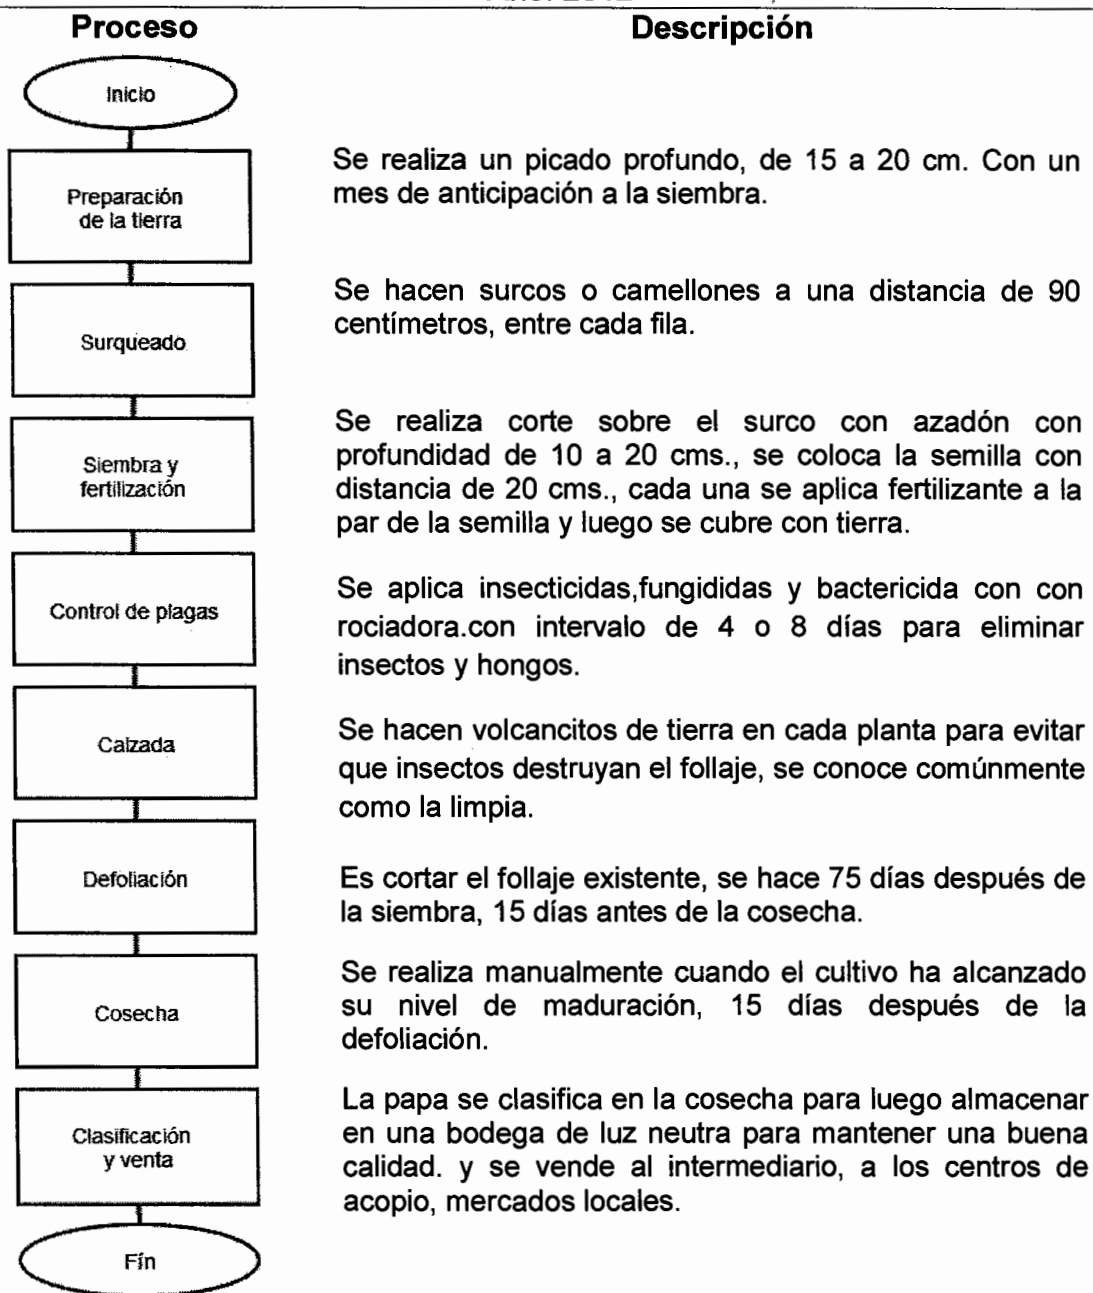 Proceso
Descripción
Inicio
Preparación
de la tierra
Se realiza un picado profundo, de 15 a 20 cm. Con un
mes de anticipación a la siembra.
Surqueado
Se hacen surcos o camellones a una distancia de 90
centímetros, entre cada fila.
Siembra y
fertilización
Se realiza corte sobre el surco con azadón con
profundidad de 10 a 20 cms., se coloca la semilla con
distancia de 20 cms., cada una se aplica fertilizante a la
par de la semilla y luego se cubre con tierra.
Control de plagas
Se aplica insecticidas,fungididas y bactericida con con
rociadora.con intervalo de 4 o 8 días para eliminar
insectos y hongos.
Calzada
Se hacen volcancitos de tierra en cada planta para evitar
que insectos destruyan el follaje, se conoce comúnmente
como la limpia.
Defoliación
Es cortar el follaje existente, se hace 75 días después de
la siembra, 15 días antes de la cosecha.
Cosecha
Se realiza manualmente cuando el cultivo ha alcanzado
su nivel de maduración, 15 días después de la
defoliación.
Clasificación
y venta
La papa se clasifica en la cosecha para luego almacenar
en una bodega de luz neutra para mantener una buena
calidad. y se vende al intermediario, a los centros de
acopio, mercados locales.
Fín